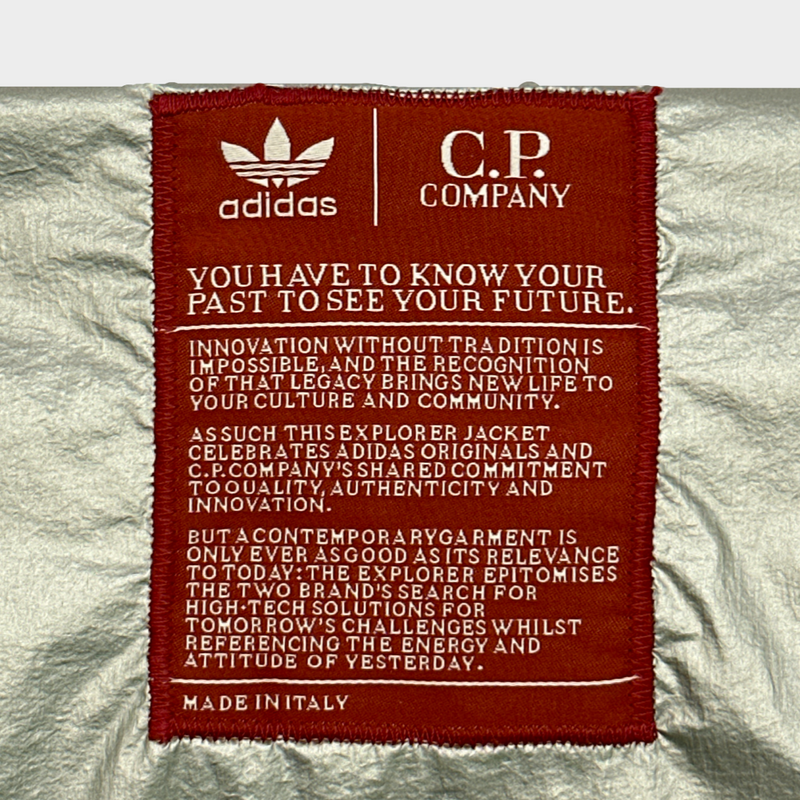 adidas
C.P.
COMPANY
YOU HAVE TO KNOW YOUR
PAST TO SEE YOUR FUTURE.
INNOVATION WITHOUT TRADITION IS
IMPOSSIBLE, AND THE RECOGNITION
OF THAT LEGACY BRINGS NEW LIFE TO
YOUR CULTURE AND COMMUNITY.
AS SUCH THIS EXPLORER JACKET
CELEBRATES ADIDAS ORIGINALS AND
C.P.COMPANY'S SHARED COMMITMENT
TO QUALITY, AUTHENTICITY AND
INNOVATION.
BUT A CONTEMPORARY GARMENT IS
ONLY EVER AS GOOD AS ITS RELEVANCE
TO TODAY: THE EXPLORER EPITOMISES
THE TWO BRAND'S SEARCH FOR
HIGH-TECH SOLUTIONS FOR
TOMORROW'S CHALLENGES WHILST
REFERENCING THE ENERGY AND
ATTITUDE OF YESTERDAY.
MADE IN ITALY